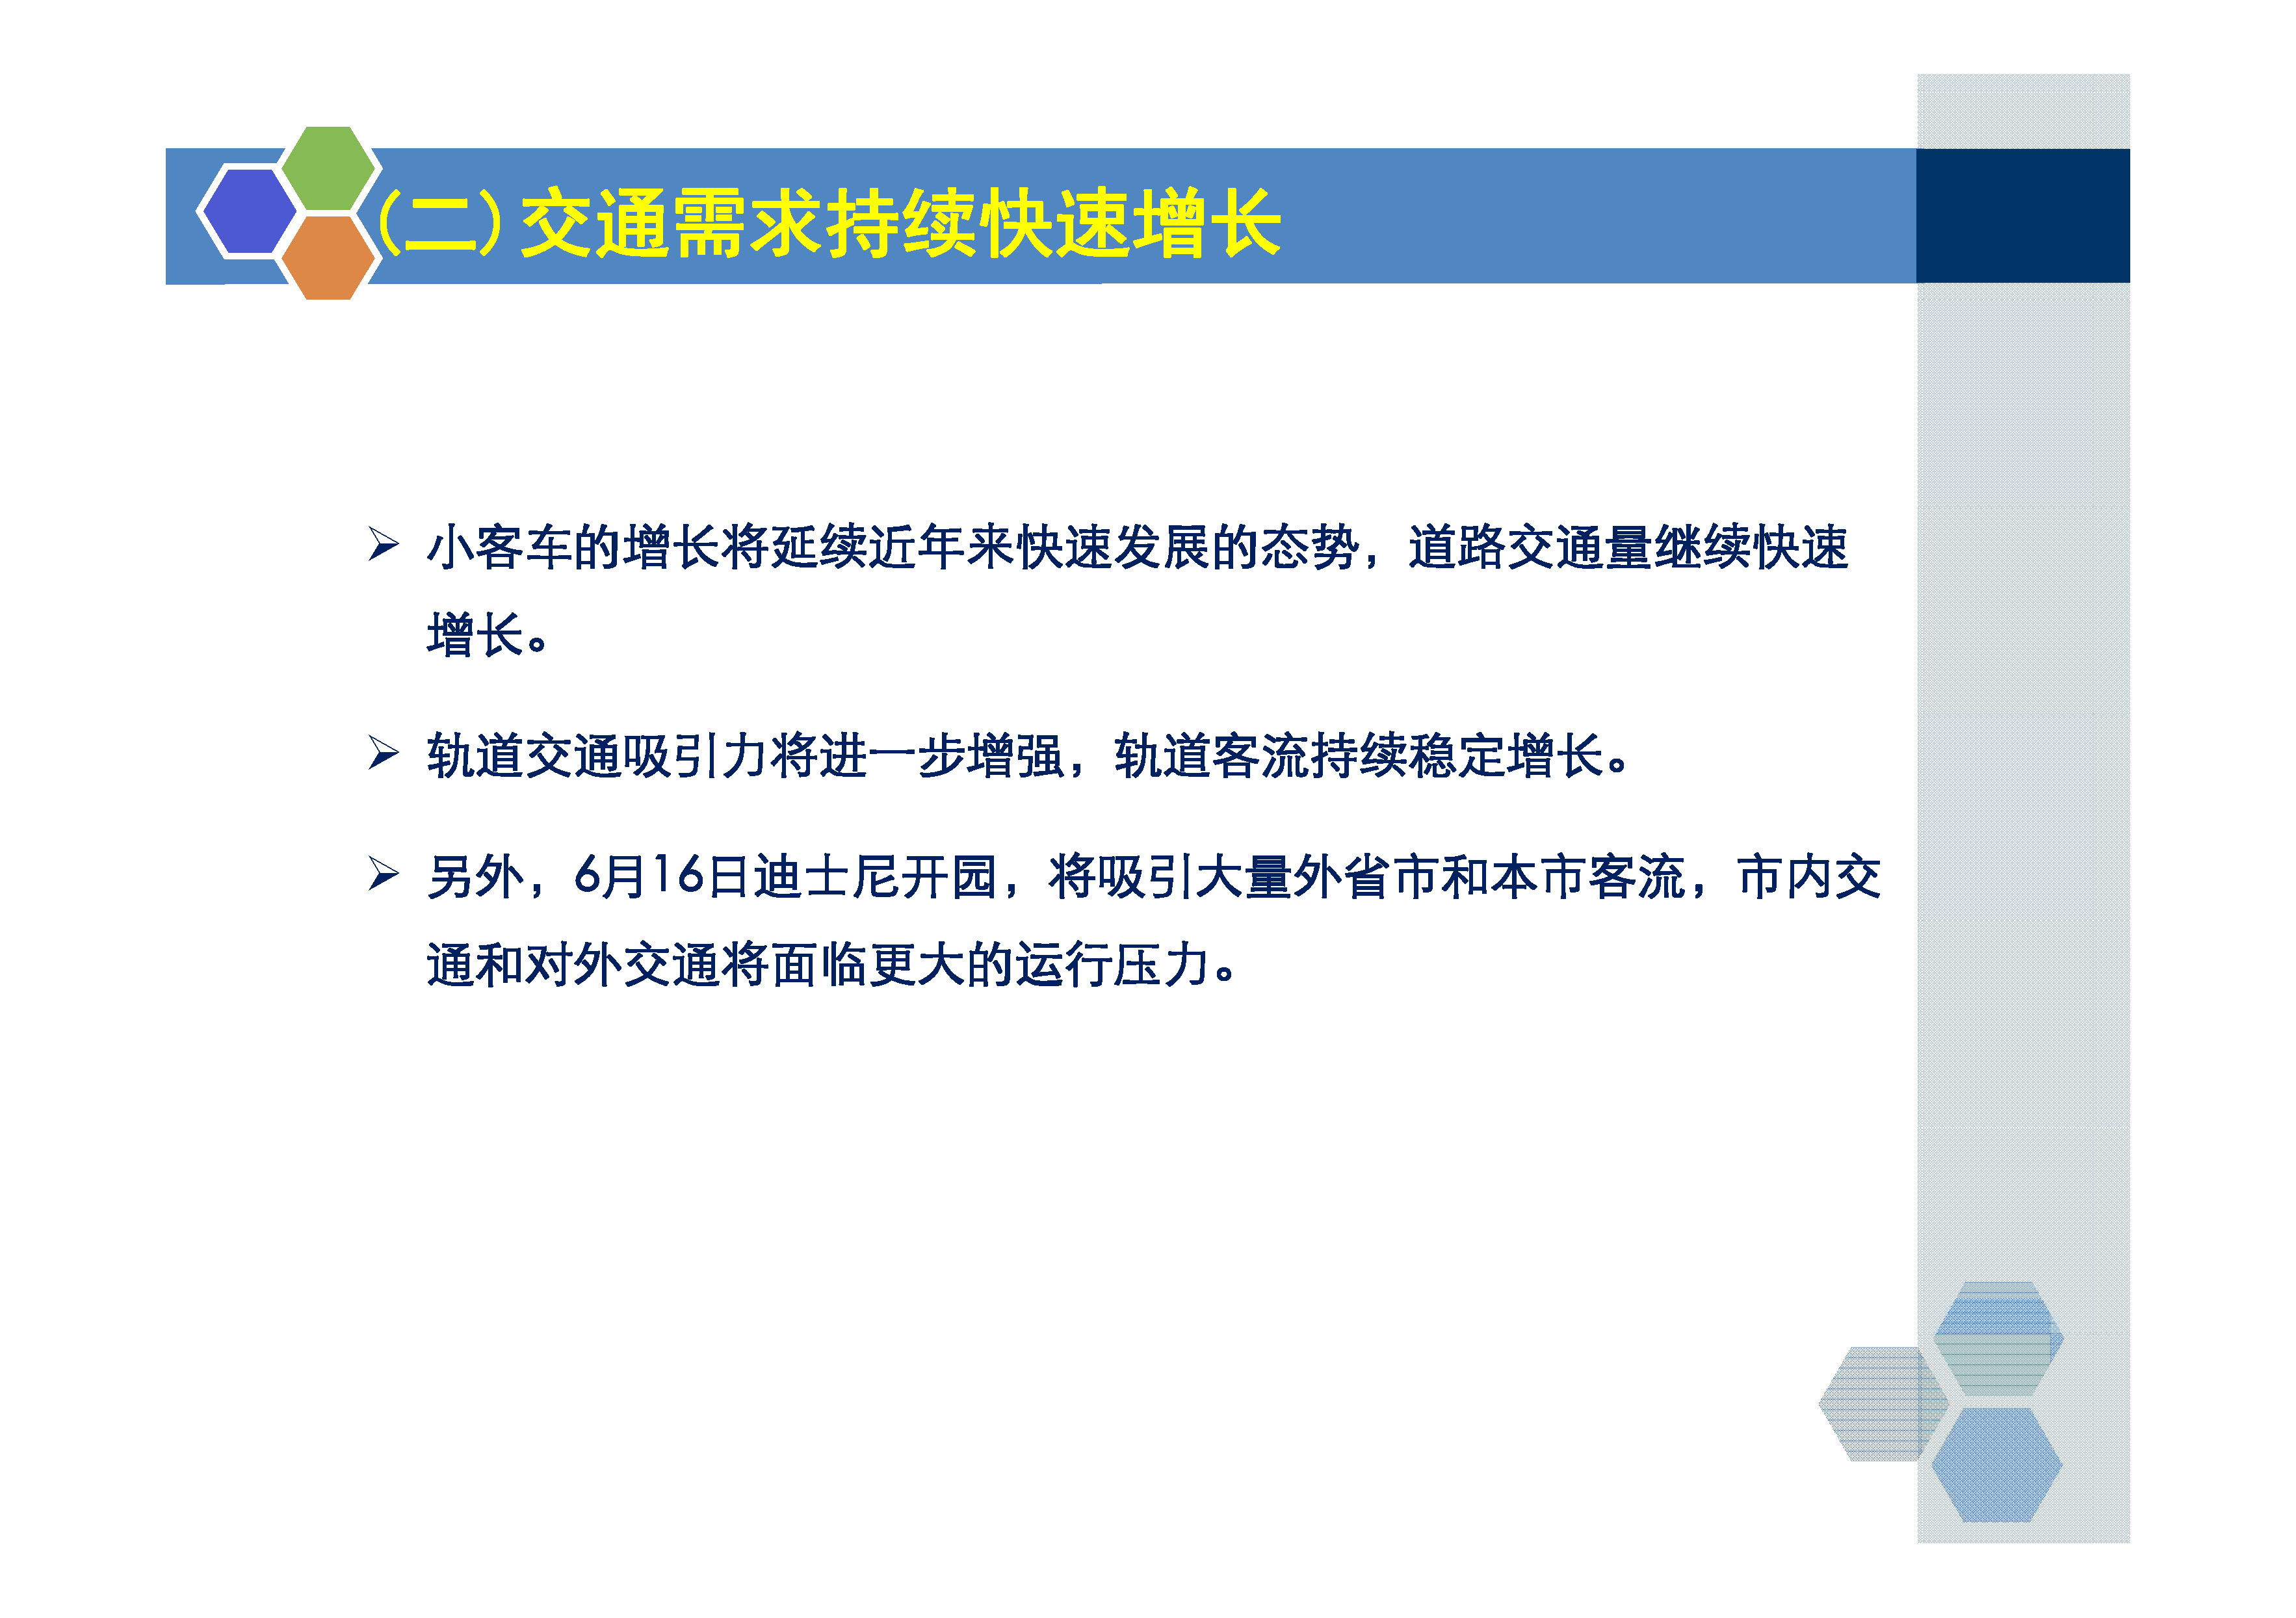 (二)交通需求持续快速增长
➢ 小客车的增长将延续近年来快速发展的态势，道路交通量继续快速
增长。
➢ 轨道交通吸引力将进一步增强，轨道客流持续稳定增长。
➢ 另外，6月16日迪士尼开园，将吸引大量外省市和本市客流，市内交
通和对外交通将面临更大的运行压力。